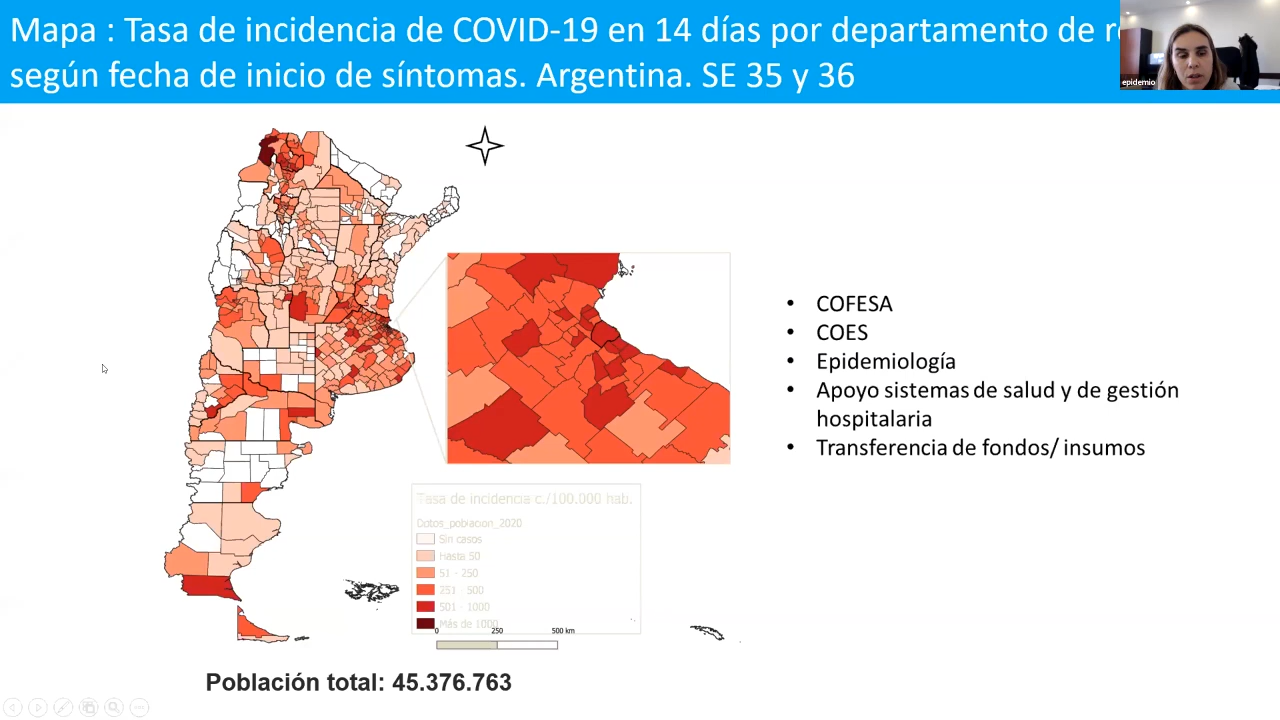 Mapa : Tasa de incidencia de COVID-19 en 14 días por departamento de
según fecha de inicio de síntomas. Argentina. SE 35 y 36
epidemio
• COFESA
• COES
• Epidemiología
• Apoyo sistemas de salud y de gestión
hospitalaria
• Transferencia de fondos/ insumos
Tasa de incidencia c./100.000 hab.
Datos_poblacion_2020
Sin casos
Hasta 50
51 - 250
251 - 500
501 - 1000
Más de 1000
0 250 500 km
Población total: 45.376.763